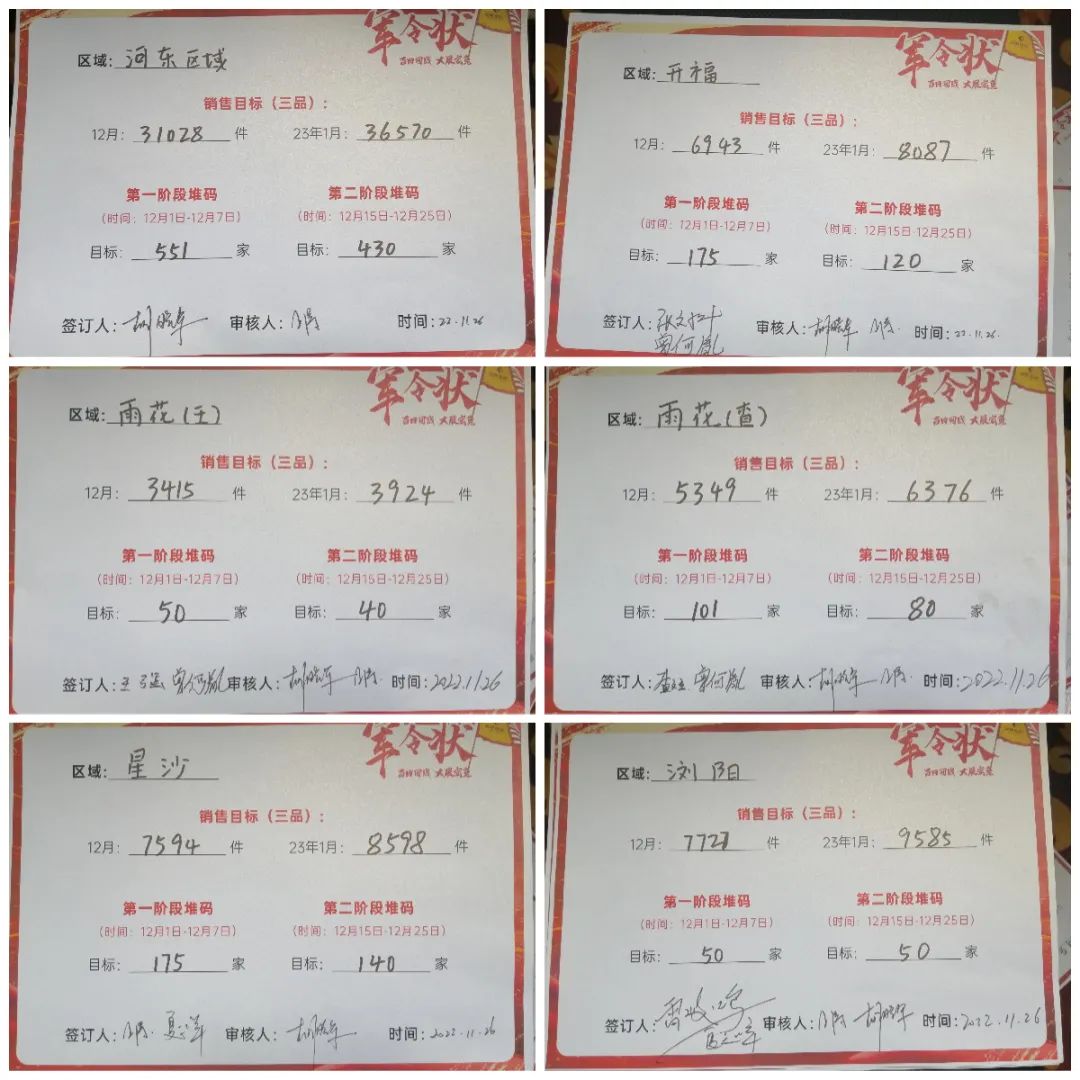 军令状
百日团战 大展宏觅
区域: 河东区域
销售目标（三品）:
12月: 31028 件 23年1月: 36570 件
第一阶段堆码 第二阶段堆码
(时间: 12月1日-12月7日) (时间: 12月15日-12月25日)
目标: 551 家 目标: 430 家
签订人: 审核人: 时间: 22.11.26
军令状
区域: 开福
销售目标（三品）:
12月: 6943 件 23年1月: 8087 件
第一阶段堆码 第二阶段堆码
(时间: 12月1日-12月7日) (时间: 12月15日-12月25日)
目标: 175 家 目标: 120 家
签订人: 审核人: 时间: 22.11.26.
军令状
区域: 雨花(王)
销售目标（三品）:
12月: 3415 件 23年1月: 3924 件
第一阶段堆码 第二阶段堆码
(时间: 12月1日-12月7日) (时间: 12月15日-12月25日)
目标: 50 家 目标: 40 家
签订人: 审核人: 时间: 2022.11.26
军令状
区域: 雨花(查)
销售目标（三品）:
12月: 5349 件 23年1月: 6376 件
第一阶段堆码 第二阶段堆码
(时间: 12月1日-12月7日) (时间: 12月15日-12月25日)
目标: 101 家 目标: 80 家
签订人: 审核人: 时间: 2022.11.26
军令状
区域: 星沙
销售目标（三品）:
12月: 7594 件 23年1月: 8598 件
第一阶段堆码 第二阶段堆码
(时间: 12月1日-12月7日) (时间: 12月15日-12月25日)
目标: 175 家 目标: 140 家
签订人: 审核人: 时间: 2022.11.26
军令状
区域: 浏阳
销售目标（三品）:
12月: 7727 件 23年1月: 9585 件
第一阶段堆码 第二阶段堆码
(时间: 12月1日-12月7日) (时间: 12月15日-12月25日)
目标: 50 家 目标: 50 家
签订人: 审核人: 时间: 2022.11.26